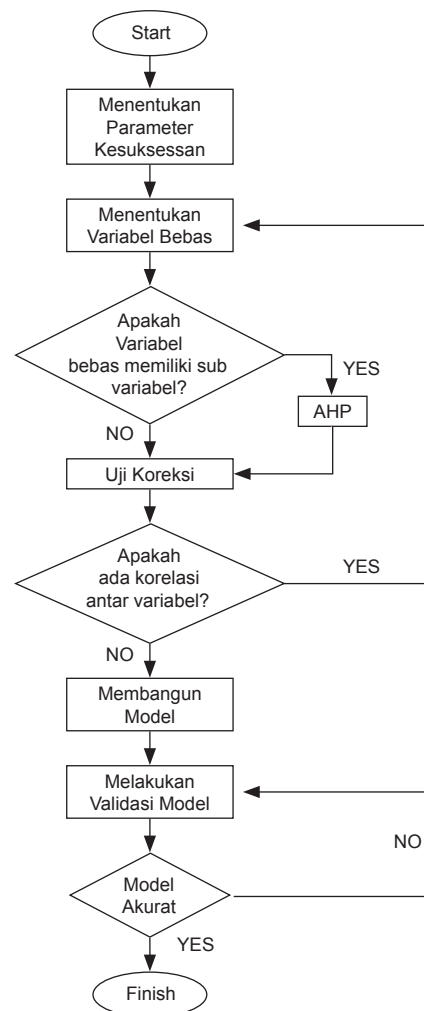 Start
Menentukan
Parameter
Kesuksessan
Menentukan
Variabel Bebas
Apakah
Variabel
bebas memiliki sub
variabel?
YES
AHP
NO
Uji Koreksi
Apakah
ada korelasi
antar variabel?
YES
NO
Membangun
Model
Melakukan
Validasi Model
NO
Model
Akurat
YES
Finish